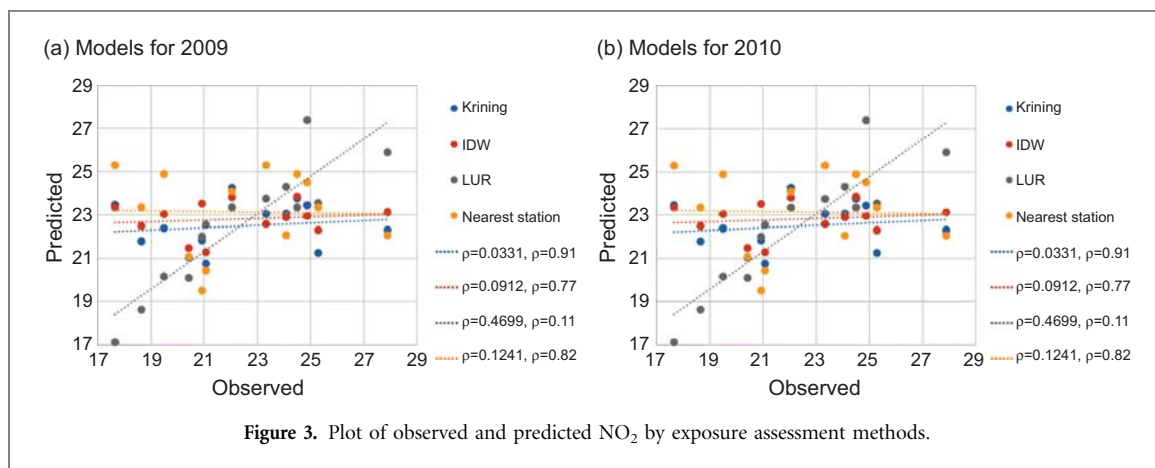 (a) Models for 2009
29
27
25
23
21
19
17
17 19 21 23 25 27 29
Predicted
Observed
Krining
IDW
LUR
Nearest station
ρ=0.0331, ρ=0.91
ρ=0.0912, ρ=0.77
ρ=0.4699, ρ=0.11
ρ=0.1241, ρ=0.82
(b) Models for 2010
29
27
25
23
21
19
17
17 19 21 23 25 27 29
Predicted
Observed
Krining
IDW
LUR
Nearest station
ρ=0.0331, ρ=0.91
ρ=0.0912, ρ=0.77
ρ=0.4699, ρ=0.11
ρ=0.1241, ρ=0.82
Figure 3. Plot of observed and predicted NO₂ by exposure assessment methods.